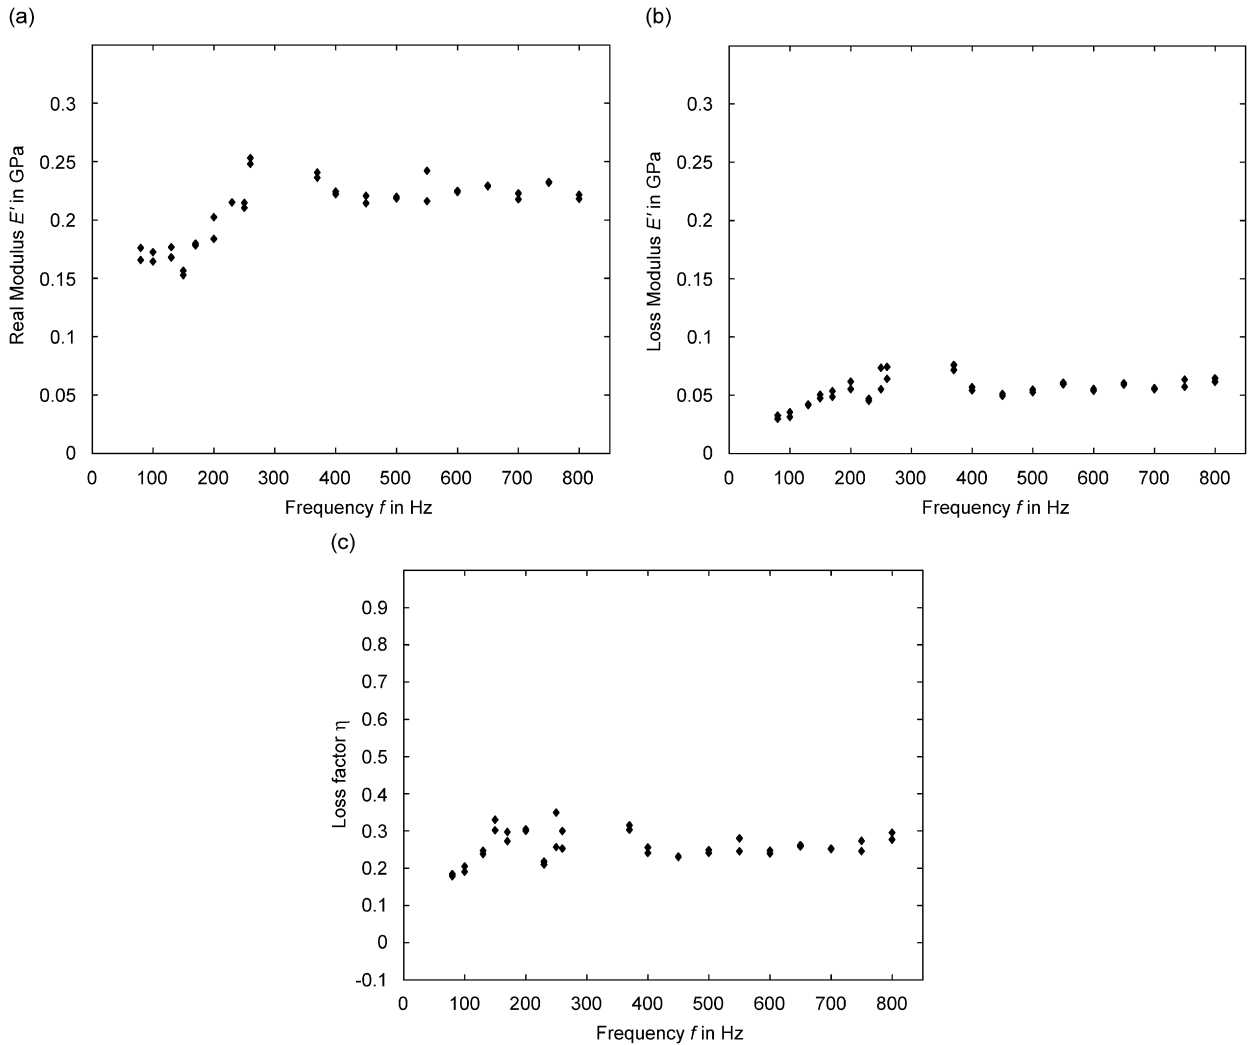 (a)
0.3
0.25
0.2
0.15
0.1
0.05
0
0 100 200 300 400 500 600 700 800
Real Modulus E' in GPa
Frequency f in Hz
(b)
0.3
0.25
0.2
0.15
0.1
0.05
0
0 100 200 300 400 500 600 700 800
Loss Modulus E' in GPa
Frequency f in Hz
(c)
0.9
0.8
0.7
0.6
0.5
0.4
0.3
0.2
0.1
0
-0.1
0 100 200 300 400 500 600 700 800
Loss factor η
Frequency f in Hz